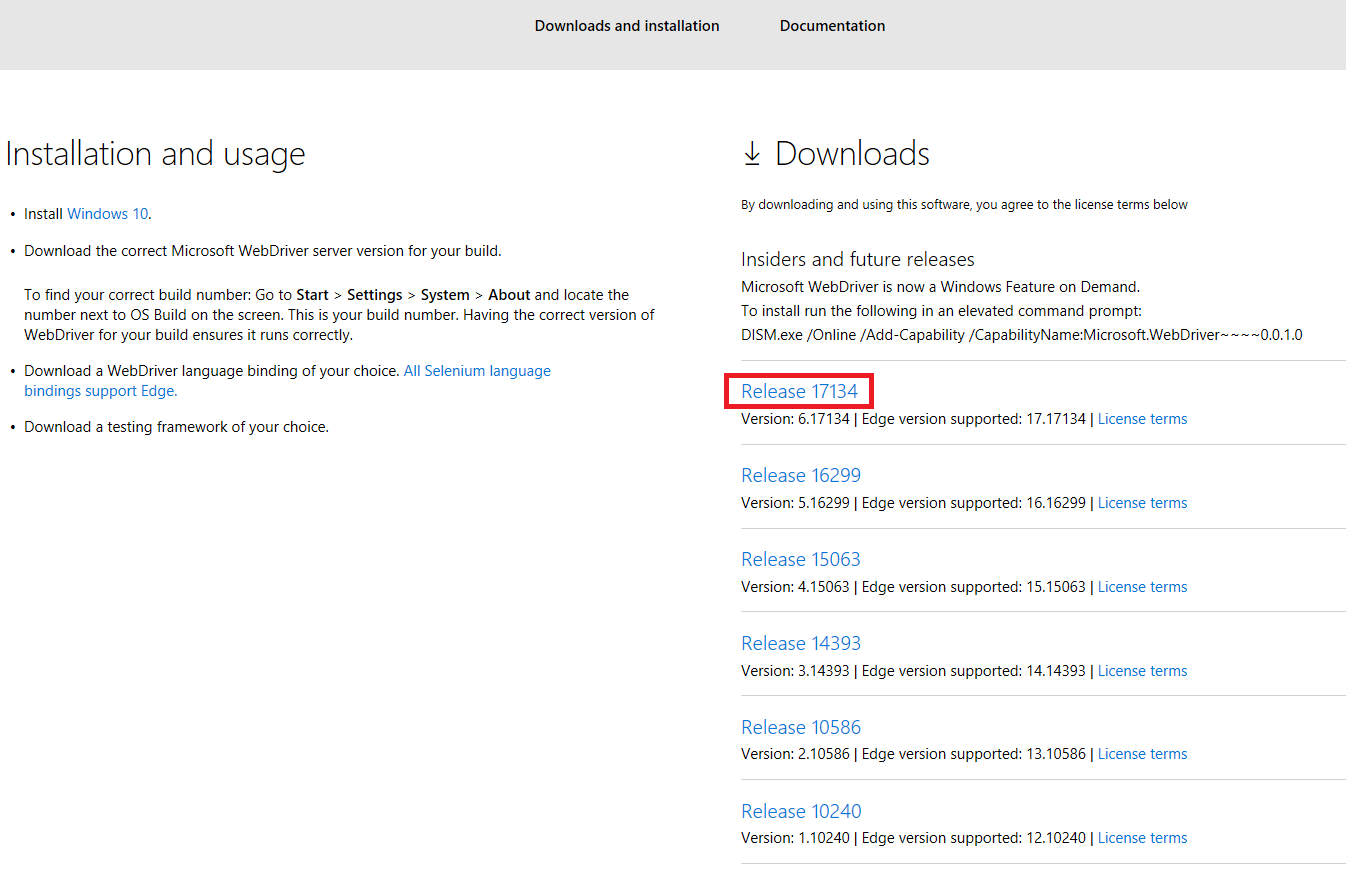 Downloads and installation Documentation
Installation and usage
• Install Windows 10.
• Download the correct Microsoft WebDriver server version for your build.
To find your correct build number: Go to Start > Settings > System > About and locate the
number next to OS Build on the screen. This is your build number. Having the correct version of
WebDriver for your build ensures it runs correctly.
• Download a WebDriver language binding of your choice. All Selenium language
bindings support Edge.
• Download a testing framework of your choice.
Downloads
By downloading and using this software, you agree to the license terms below
Insiders and future releases
Microsoft WebDriver is now a Windows Feature on Demand.
To install run the following in an elevated command prompt:
DISM.exe /Online /Add-Capability /CapabilityName:Microsoft.WebDriver~~~~0.0.1.0
Release 17134
Version: 6.17134 | Edge version supported: 17.17134 | License terms
Release 16299
Version: 5.16299 | Edge version supported: 16.16299 | License terms
Release 15063
Version: 4.15063 | Edge version supported: 15.15063 | License terms
Release 14393
Version: 3.14393 | Edge version supported: 14.14393 | License terms
Release 10586
Version: 2.10586 | Edge version supported: 13.10586 | License terms
Release 10240
Version: 1.10240 | Edge version supported: 12.10240 | License terms